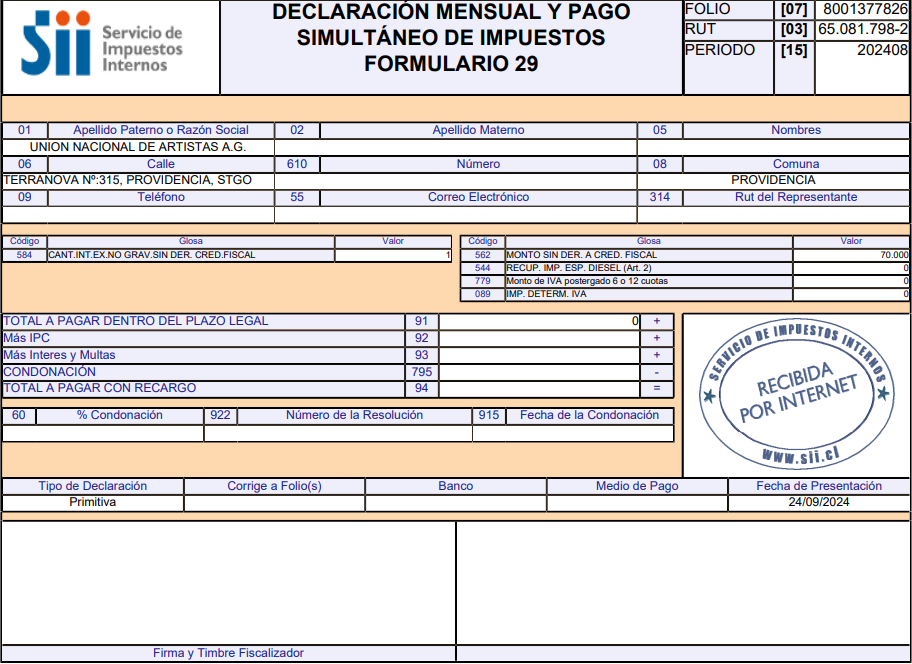 sii Servicio de
Impuestos
Internos
DECLARACIÓN MENSUAL Y PAGO
SIMULTÁNEO DE IMPUESTOS
FORMULARIO 29
FOLIO [07] 8001377826
RUT [03] 65.081.798-2
PERIODO [15] 202408
01 Apellido Paterno o Razón Social 02 Apellido Materno 05 Nombres
UNION NACIONAL DE ARTISTAS A.G.
06 Calle 610 Número 08 Comuna
TERRANOVA Nº:315, PROVIDENCIA, STGO PROVIDENCIA
09 Teléfono 55 Correo Electrónico 314 Rut del Representante
Código Glosa Valor
584 CANT.INT.EX.NO GRAV.SIN DER. CRED.FISCAL 1
Código Glosa Valor
562 MONTO SIN DER. A CRED. FISCAL 70.000
544 RECUP. IMP. ESP. DIESEL (Art. 2) 0
779 Monto de IVA postergado 6 o 12 cuotas 0
089 IMP. DETERM. IVA 0
TOTAL A PAGAR DENTRO DEL PLAZO LEGAL 91 0 +
Más IPC 92 +
Más Interes y Multas 93 +
CONDONACIÓN 795 -
TOTAL A PAGAR CON RECARGO 94 =
SERVICIO DE IMPUESTOS INTERNOS
RECIBIDA
POR INTERNET
www.sii.cl
60 % Condonación 922 Número de la Resolución 915 Fecha de la Condonación
Tipo de Declaración Corrige a Folio(s) Banco Medio de Pago Fecha de Presentación
Primitiva 24/09/2024
Firma y Timbre Fiscalizador